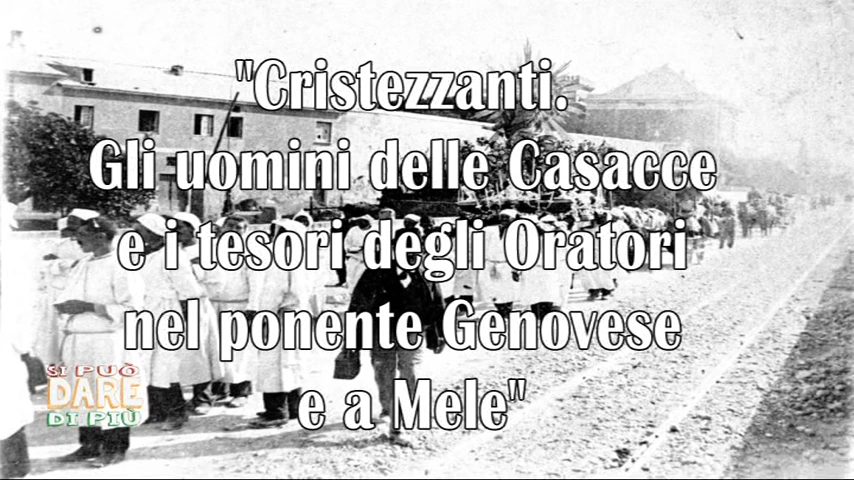 "Cristezzanti.
Gli uomini delle Casacce
e i tesori degli Oratori
nel ponente Genovese
e a Mele"
SI PUÒ
DARE
DI PIÙ